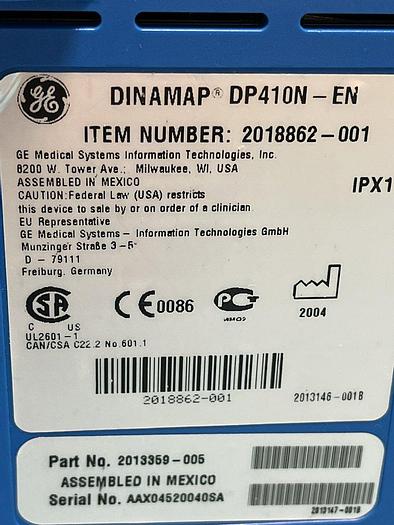 GE
DINAMAP® DP410N-EN
ITEM NUMBER: 2018862-001
GE Medical Systems Information Technologies, Inc.
8200 W. Tower Ave.; Milwaukee, WI, USA
ASSEMBLED IN MEXICO
IPX1
CAUTION:Federal Law (USA) restricts
this device to sale by or on order of a clinician.
EU Representative
GE Medical Systems - Information Technologies GmbH
Munzinger Straße 3-5
D - 79111
Freiburg, Germany
C US
UL2601-1
CAN/CSA C22.2 No.601.1
CE 0086
2004
2018862-001
2013146-001B
Part No. 2013359-005
ASSEMBLED IN MEXICO
Serial No. AAX04520040SA
2013147-001B